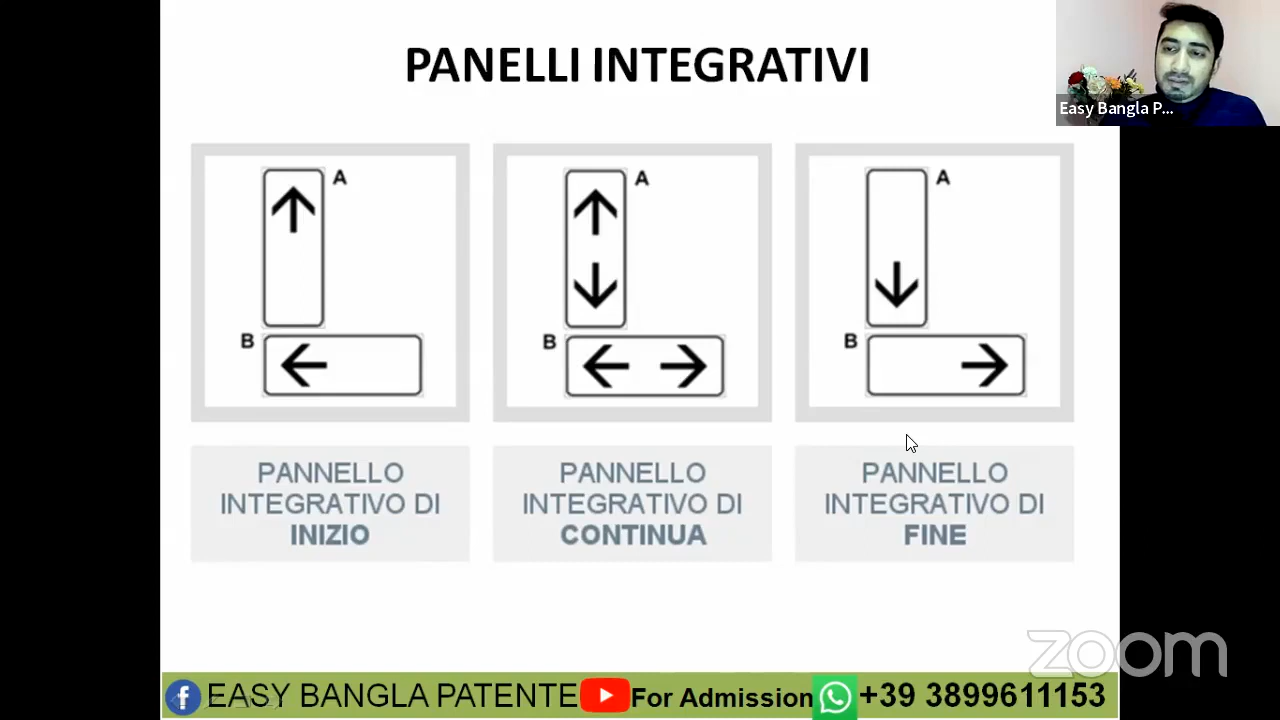 PANELLI INTEGRATIVI
Easy Bangla P...
A
B
A
B
A
B
PANNELLO
INTEGRATIVO DI
INIZIO
PANNELLO
INTEGRATIVO DI
CONTINUA
PANNELLO
INTEGRATIVO DI
FINE
zoom
EASY BANGLA PATENTE For Admission +39 3899611153